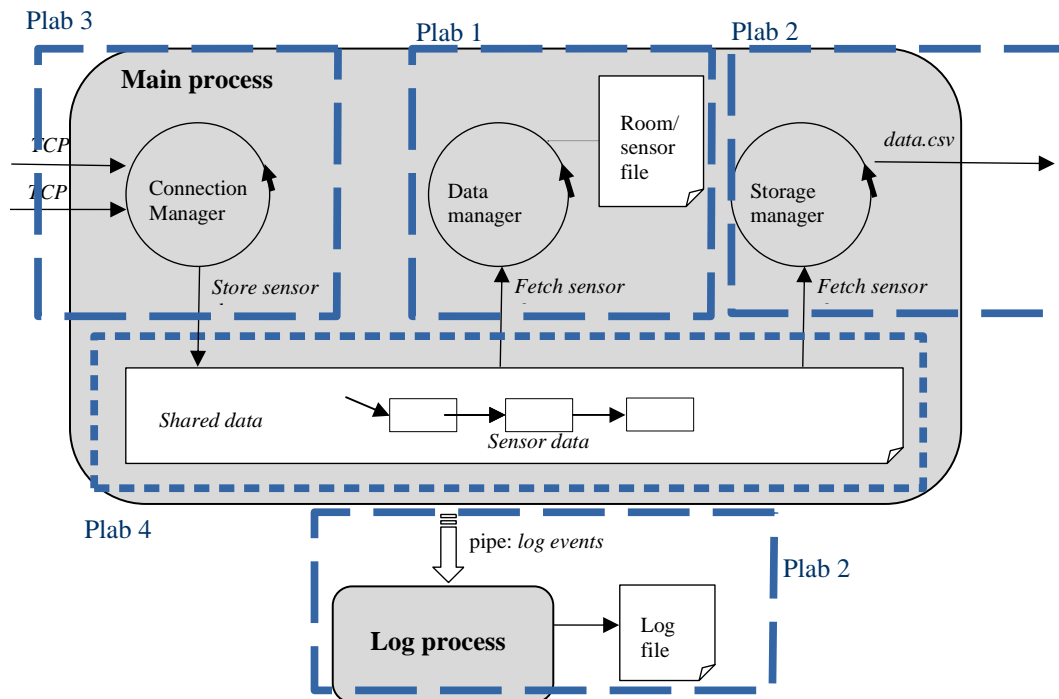 Plab 3
Plab 1
Plab 2
Main process
TCP
TCP
Connection
Manager
Store sensor
Data
manager
Room/
sensor
file
Fetch sensor
Storage
manager
data.csv
Fetch sensor
Shared data
Sensor data
Plab 4
pipe: log events
Plab 2
Log process
Log
file